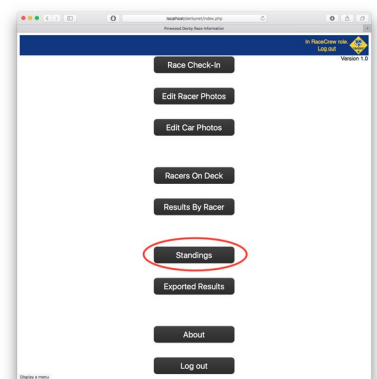 localhost/derbynet/index.php
Pinewood Derby Race Information
In RaceCrew role.
Log out
Version 1.0
Race Check-In
Edit Racer Photos
Edit Car Photos
Racers On Deck
Results By Racer
Standings
Exported Results
About
Log out
Display a menu